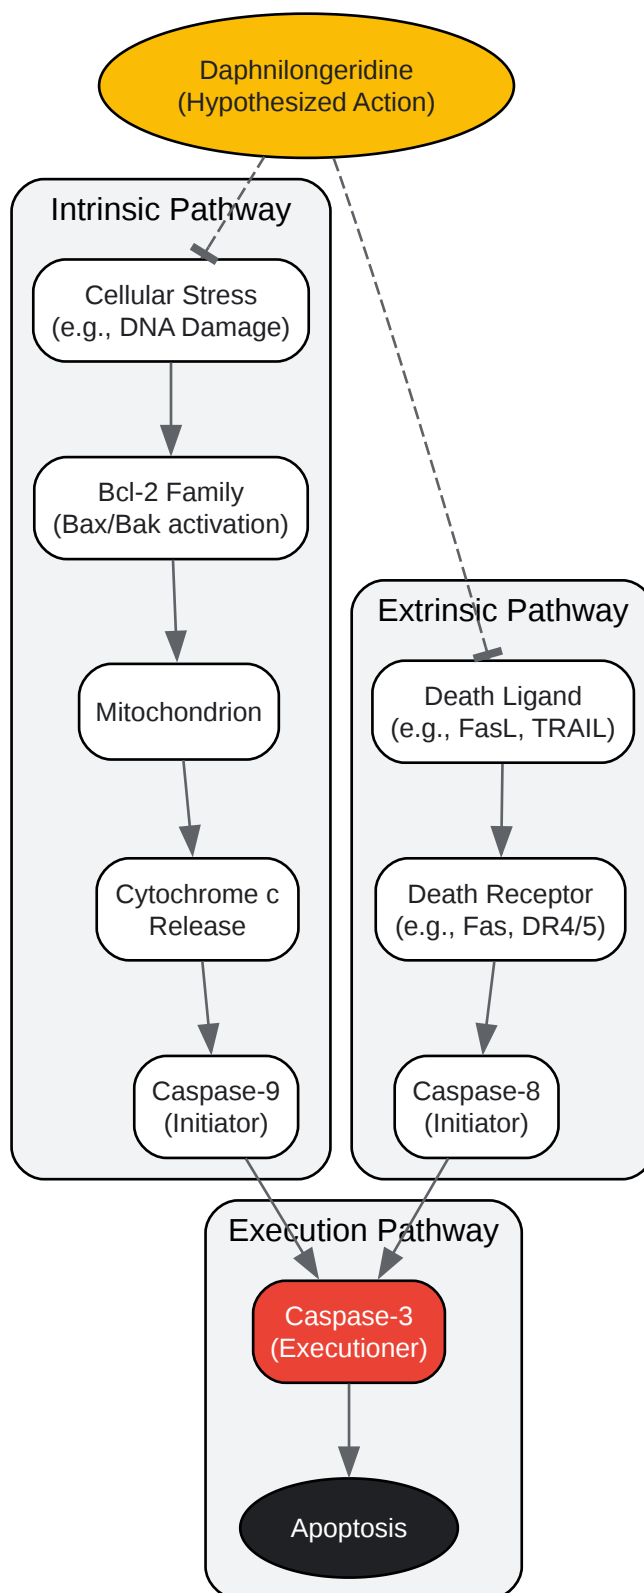 Daphnilongeridine
(Hypothesized Action)
Intrinsic Pathway
Cellular Stress
(e.g., DNA Damage)
Bcl-2 Family
(Bax/Bak activation)
Mitochondrion
Cytochrome c
Release
Caspase-9
(Initiator)
Extrinsic Pathway
Death Ligand
(e.g., FasL, TRAIL)
Death Receptor
(e.g., Fas, DR4/5)
Caspase-8
(Initiator)
Execution Pathway
Caspase-3
(Executioner)
Apoptosis